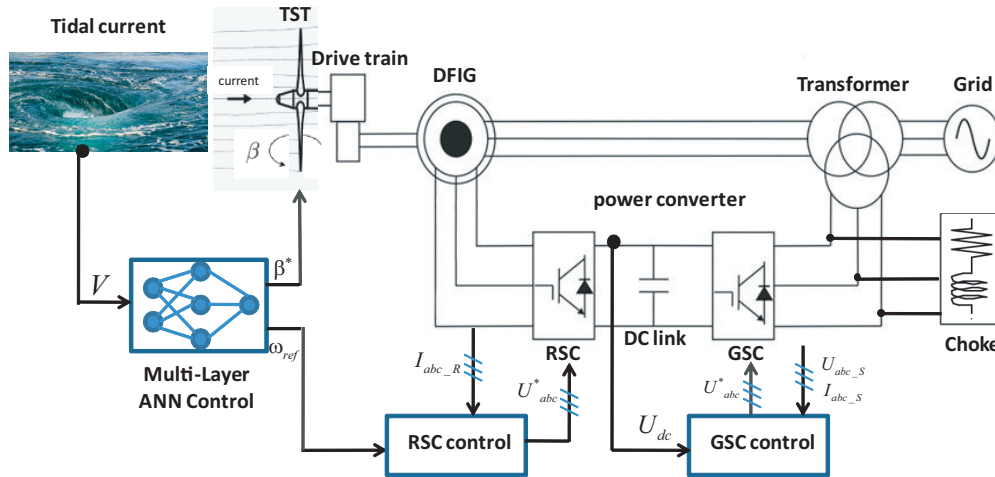 Tidal current
TST
Drive train
DFIG
Transformer
Grid
current
β
power converter
V
β*
ω_ref
Multi-Layer
ANN Control
RSC
DC link
GSC
Choke
I_abc_R
U*_abc
U*_abc
U_abc_S
I_abc_S
RSC control
U_dc
GSC control